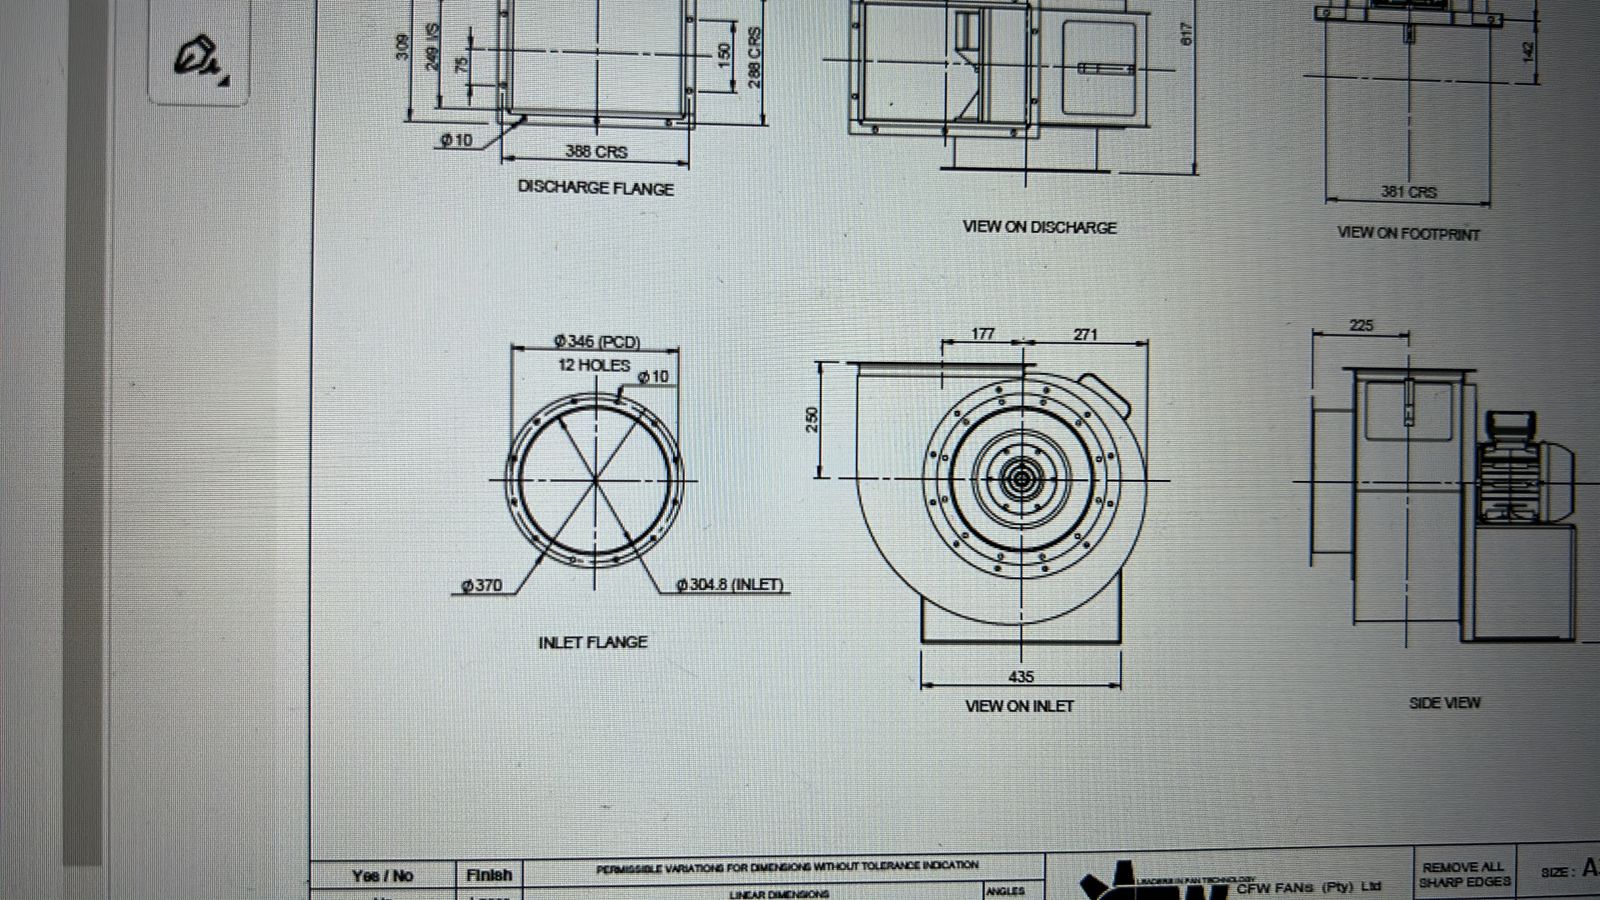 309
249 I/S
75
150
288 CRS
Ø10
388 CRS
DISCHARGE FLANGE
617
VIEW ON DISCHARGE
142
381 CRS
VIEW ON FOOTPRINT
Ø346 (PCD)
12 HOLES
Ø10
Ø370
Ø304.8 (INLET)
INLET FLANGE
177
271
250
435
VIEW ON INLET
225
SIDE VIEW
Yes / No
Finish
PERMISSIBLE VARIATIONS FOR DIMENSIONS WITHOUT TOLERANCE INDICATION
LINEAR DIMENSIONS
ANGLES
LEADERS IN FAN TECHNOLOGY
CFW FANS (Pty) Ltd
REMOVE ALL
SHARP EDGES
SIZE :